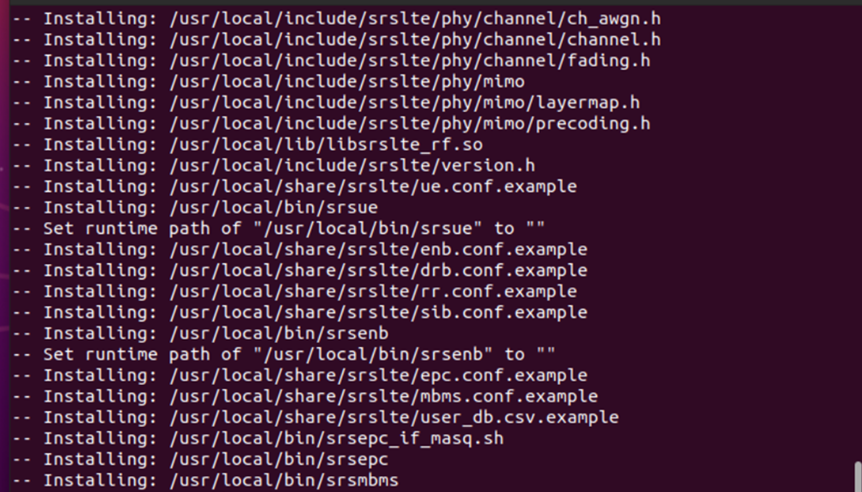 -- Installing: /usr/local/include/srslte/phy/channel/ch_awgn.h
-- Installing: /usr/local/include/srslte/phy/channel/channel.h
-- Installing: /usr/local/include/srslte/phy/channel/fading.h
-- Installing: /usr/local/include/srslte/phy/mimo
-- Installing: /usr/local/include/srslte/phy/mimo/layermap.h
-- Installing: /usr/local/include/srslte/phy/mimo/precoding.h
-- Installing: /usr/local/lib/libsrslte_rf.so
-- Installing: /usr/local/include/srslte/version.h
-- Installing: /usr/local/share/srslte/ue.conf.example
-- Installing: /usr/local/bin/srsue
-- Set runtime path of "/usr/local/bin/srsue" to ""
-- Installing: /usr/local/share/srslte/enb.conf.example
-- Installing: /usr/local/share/srslte/drb.conf.example
-- Installing: /usr/local/share/srslte/rr.conf.example
-- Installing: /usr/local/share/srslte/sib.conf.example
-- Installing: /usr/local/bin/srsenb
-- Set runtime path of "/usr/local/bin/srsenb" to ""
-- Installing: /usr/local/share/srslte/epc.conf.example
-- Installing: /usr/local/share/srslte/mbms.conf.example
-- Installing: /usr/local/share/srslte/user_db.csv.example
-- Installing: /usr/local/bin/srsepc_if_masq.sh
-- Installing: /usr/local/bin/srsepc
-- Installing: /usr/local/bin/srsmbms